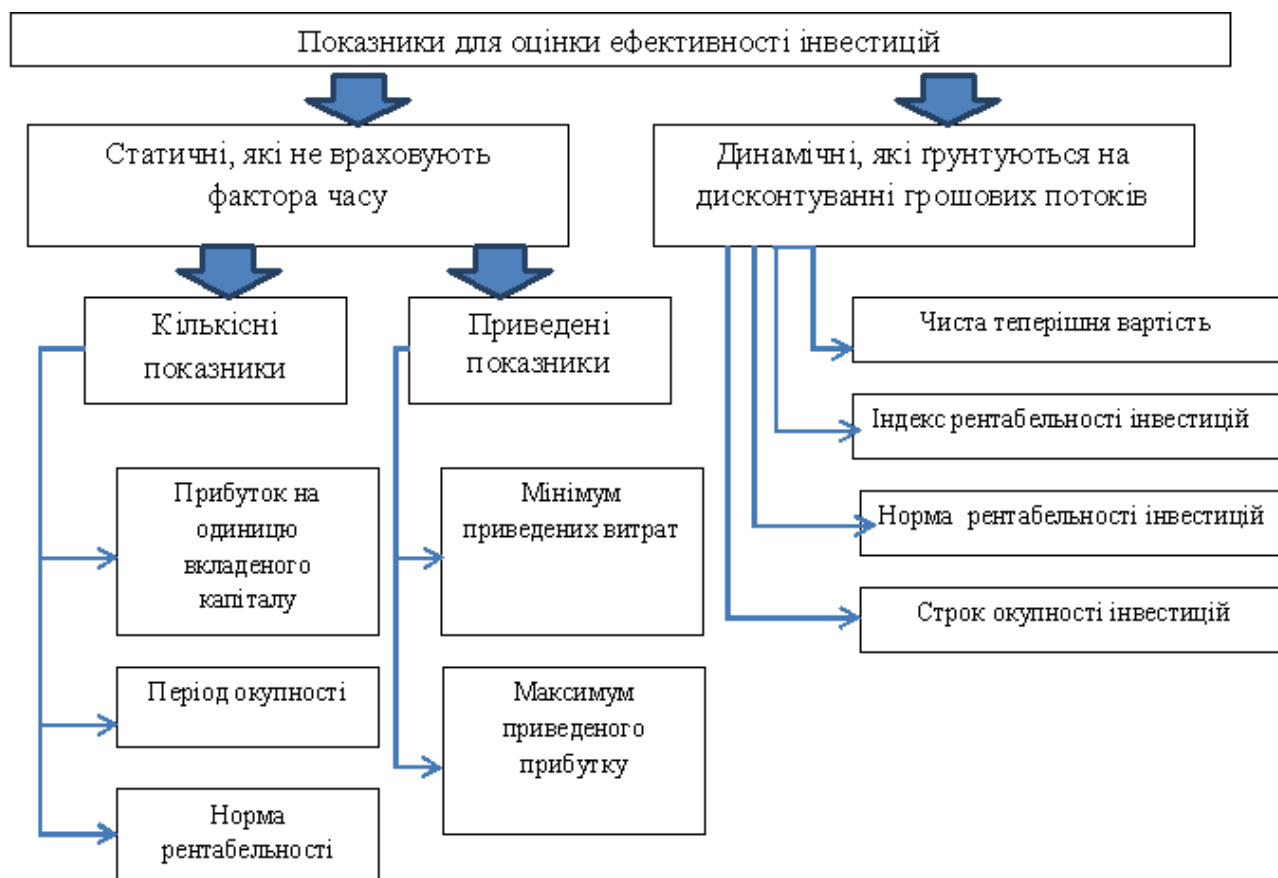 Показники для оцінки ефективності інвестицій
Статичні, які не враховують
фактора часу
Динамічні, які ґрунтуються на
дисконтуванні грошових потоків
Кількісні
показники
Приведені
показники
Чиста теперішня вартість
Індекс рентабельності інвестицій
Норма рентабельності інвестицій
Строк окупності інвестицій
Прибуток на
одиницю
вкладеного
капіталу
Період окупності
Норма
рентабельності
Мінімум
приведених витрат
Максимум
приведеного
прибутку